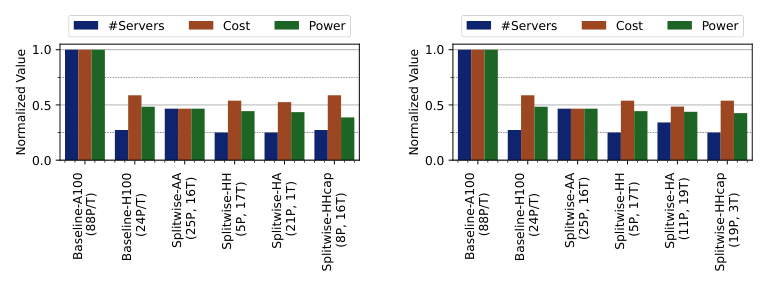 #Servers Cost Power
Normalized Value
1.0
0.5
0.0
Baseline-A100
(88P/T)
Baseline-H100
(24P/T)
Splitwise-AA
(25P, 16T)
Splitwise-HH
(5P, 17T)
Splitwise-HA
(21P, 1T)
Splitwise-HHcap
(8P, 16T)
#Servers Cost Power
Normalized Value
1.0
0.5
0.0
Baseline-A100
(88P/T)
Baseline-H100
(24P/T)
Splitwise-AA
(25P, 16T)
Splitwise-HH
(5P, 17T)
Splitwise-HA
(11P, 19T)
Splitwise-HHcap
(19P, 3T)